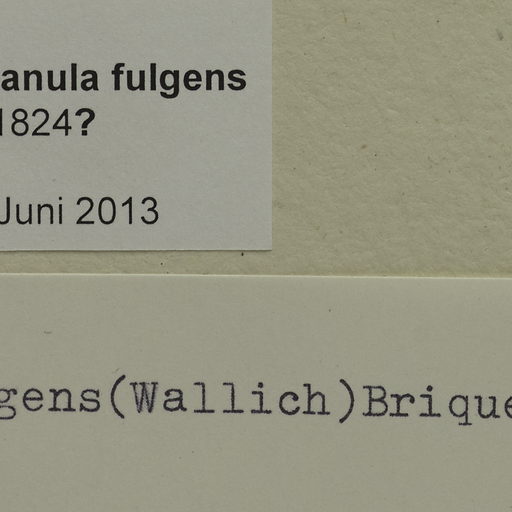 anula fulgens
1824?
Juni 2013
gens(Wallich)Brique